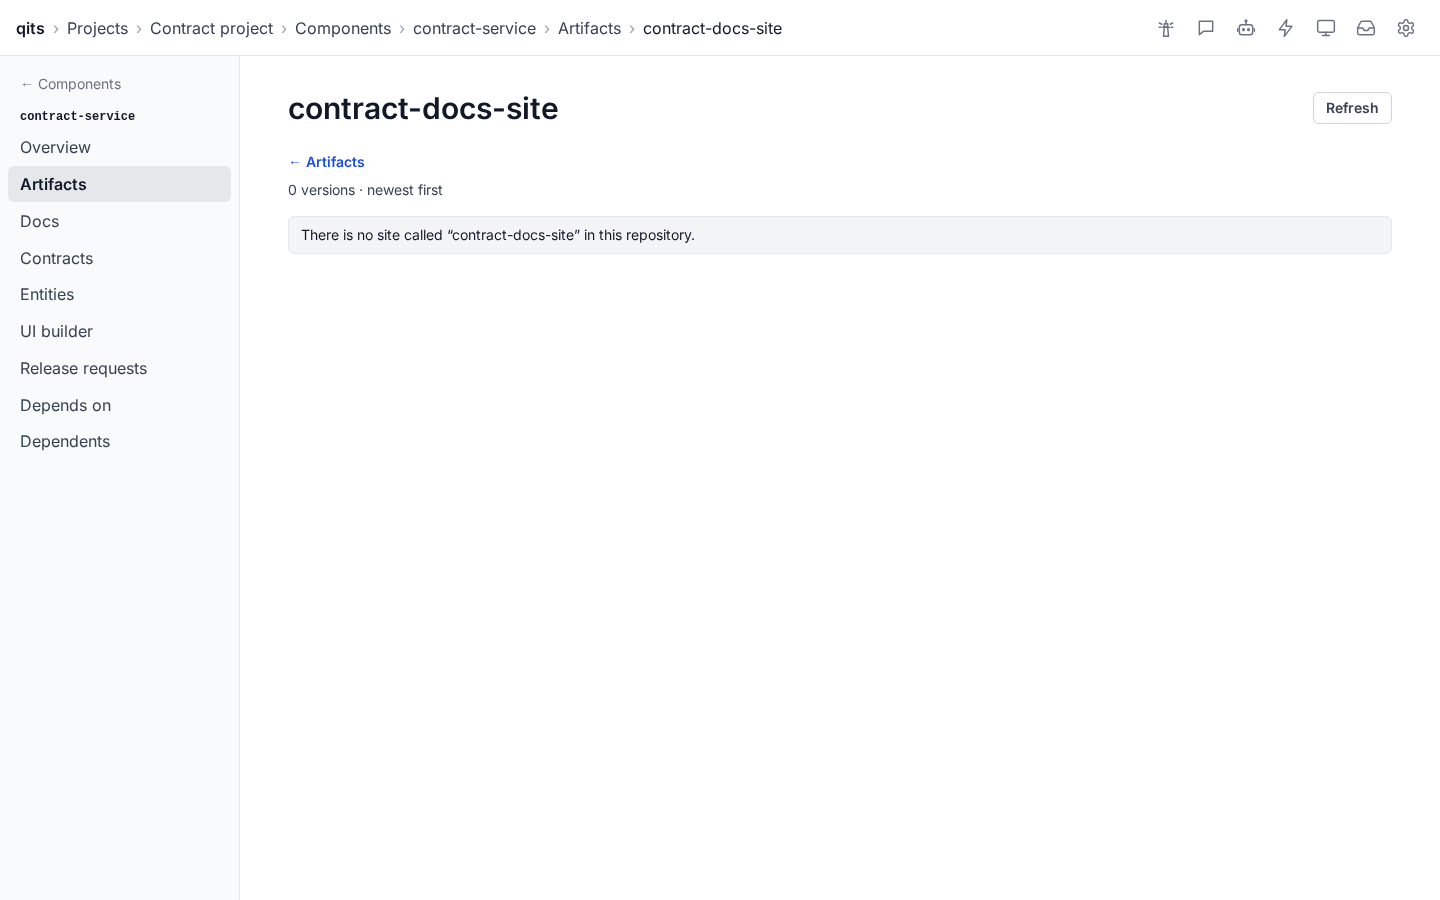 qits › Projects › Contract project › Components › contract-service › Artifacts › contract-docs-site
← Components
contract-service
Overview
Artifacts
Docs
Contracts
Entities
UI builder
Release requests
Depends on
Dependents
contract-docs-site
Refresh
← Artifacts
0 versions · newest first
There is no site called “contract-docs-site” in this repository.